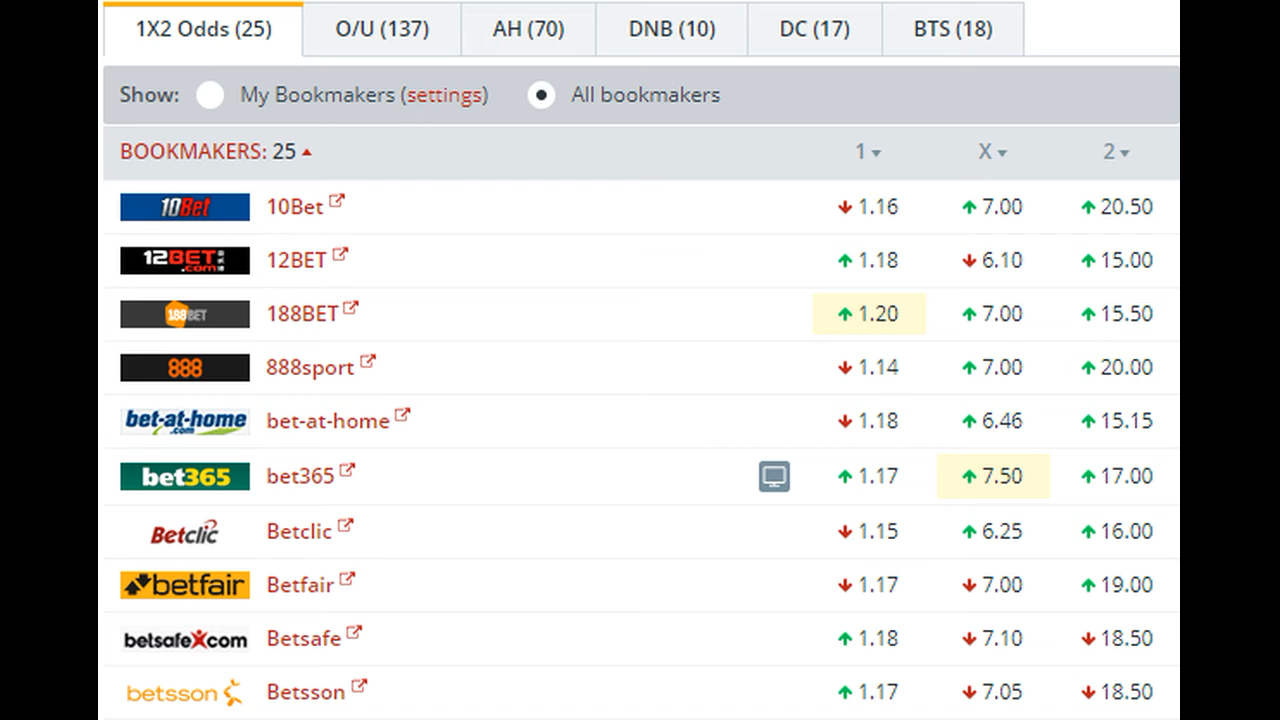 1X2 Odds (25) O/U (137) AH (70) DNB (10) DC (17) BTS (18)
Show: My Bookmakers (settings) All bookmakers
BOOKMAKERS: 25 1 X 2
10Bet 10Bet 1.16 7.00 20.50
12BET.com 12BET 1.18 6.10 15.00
188BET 188BET 1.20 7.00 15.50
888 888sport 1.14 7.00 20.00
bet-at-home.com bet-at-home 1.18 6.46 15.15
bet365 bet365 1.17 7.50 17.00
Betclic Betclic 1.15 6.25 16.00
betfair Betfair 1.17 7.00 19.00
betsafeXcom Betsafe 1.18 7.10 18.50
betsson Betsson 1.17 7.05 18.50